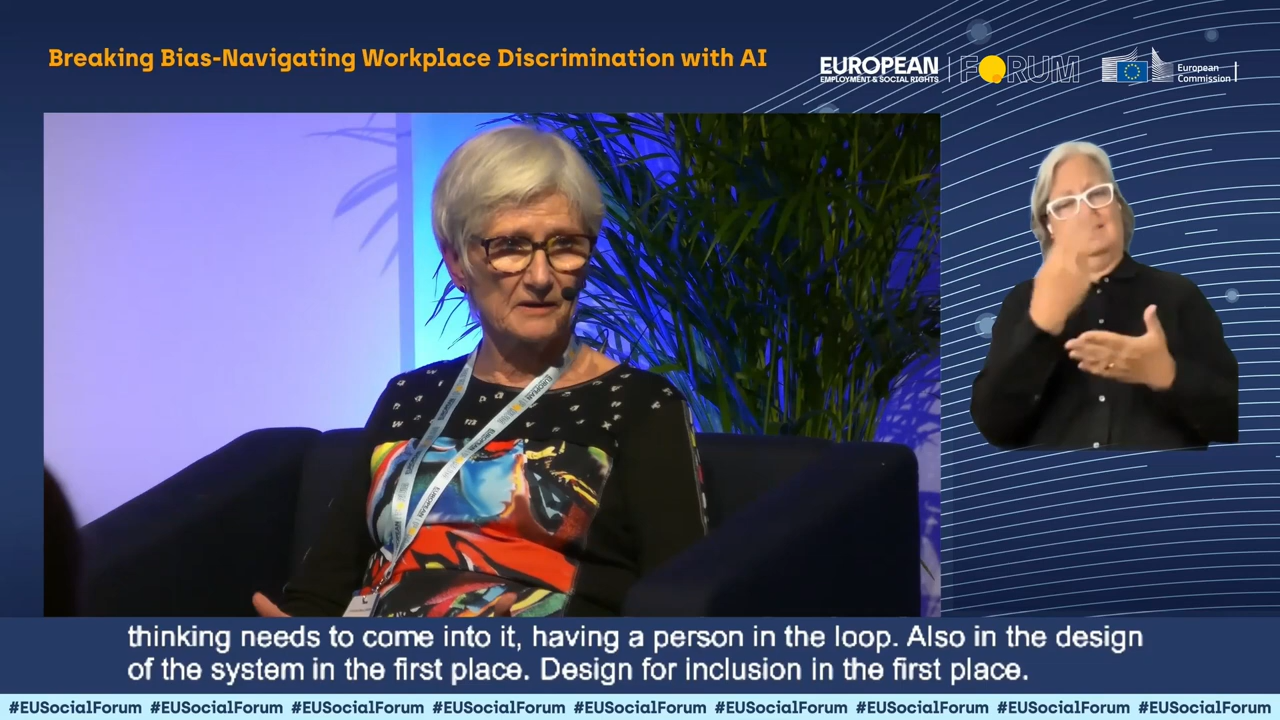 Breaking Bias-Navigating Workplace Discrimination with AI
EUROPEAN
EMPLOYMENT & SOCIAL RIGHTS
FORUM
European
Commission
EUROPEAN
thinking needs to come into it, having a person in the loop. Also in the design
of the system in the first place. Design for inclusion in the first place.
#EUSocialForum #EUSocialForum #EUSocialForum #EUSocialForum #EUSocialForum #EUSocialForum #EUSocialForum #EUSocialForum #EUSocialForum